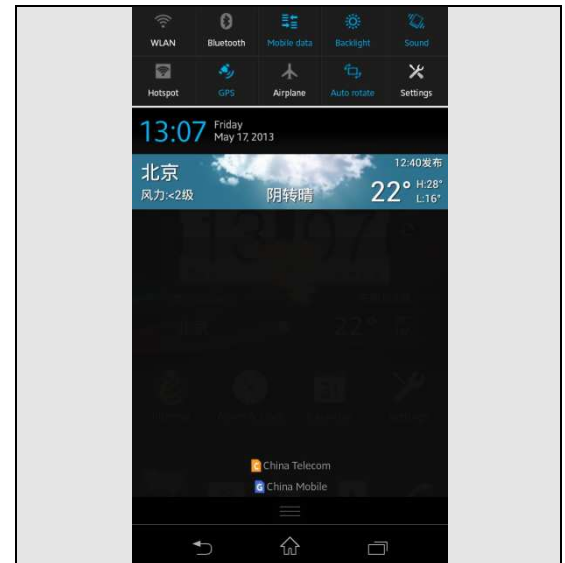 WLAN Bluetooth Mobile data Backlight Sound
Hotspot GPS Airplane Auto rotate Settings
13:07 Friday
May 17, 2013
北京 12:40发布
风力:<2级 阴转晴 22° H:28°
L:16°
C China Telecom
G China Mobile